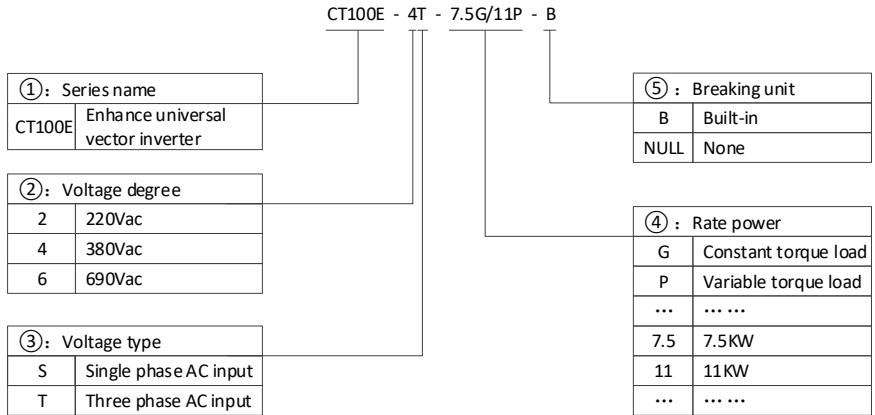 CT100E - 4T - 7.5G/11P - B
①: Series name
CT100E Enhance universal
vector inverter
②: Voltage degree
2 220Vac
4 380Vac
6 690Vac
③: Voltage type
S Single phase AC input
T Three phase AC input
⑤: Breaking unit
B Built-in
NULL None
④: Rate power
G Constant torque load
P Variable torque load
... ... ...
7.5 7.5KW
11 11KW
... ... ...